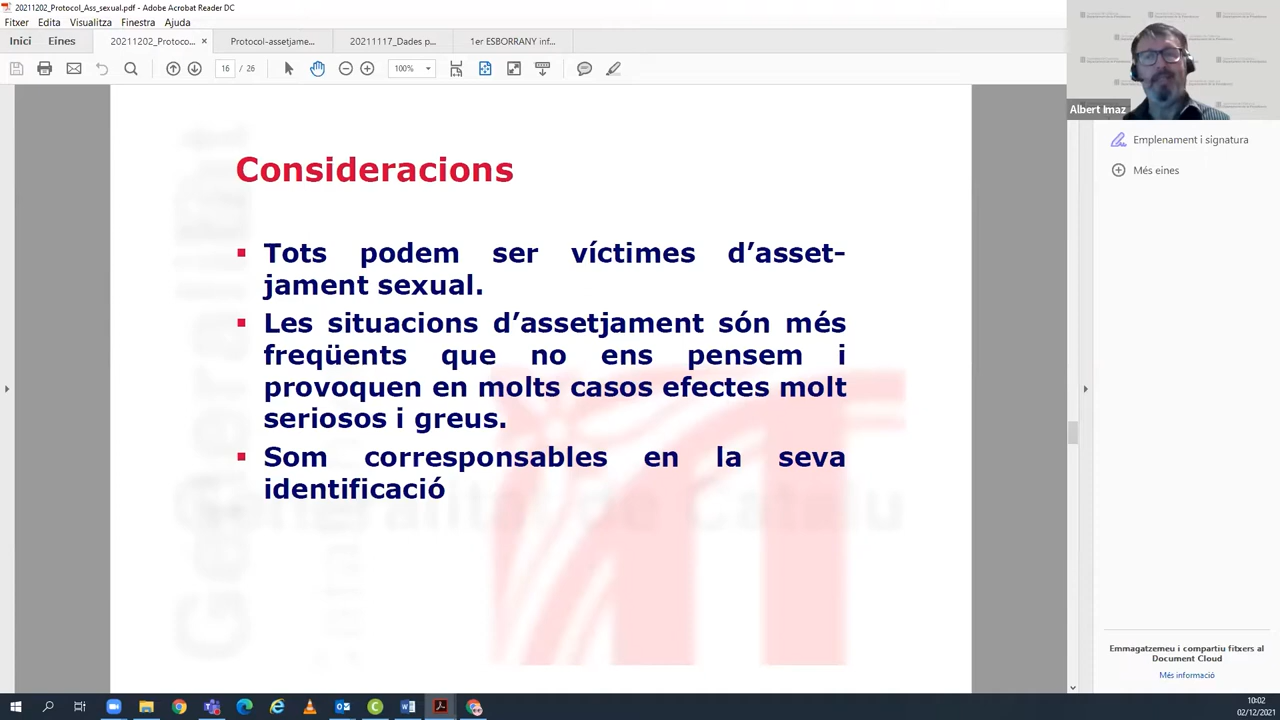 20211202_Protocol_Ass_sexual.pdf - Adobe Acrobat Reader DC
Fitxer Edita Visualitza Finestra Ajuda
Inici Eines 20211202_Protoco... × Protocol-assetjame... 20211117_Dades p... 1er ESBORRANY inf...
16 / 26 100%
Albert Imaz
Emplenament i signatura
Més eines
Consideracions
Tots podem ser víctimes d’asset-
jament sexual.
Les situacions d’assetjament són més
freqüents que no ens pensem i
provoquen en molts casos efectes molt
seriosos i greus.
Som corresponsables en la seva
identificació
Emmagatzemeu i compartiu fitxers al
Document Cloud
Més informació
10:02
02/12/2021